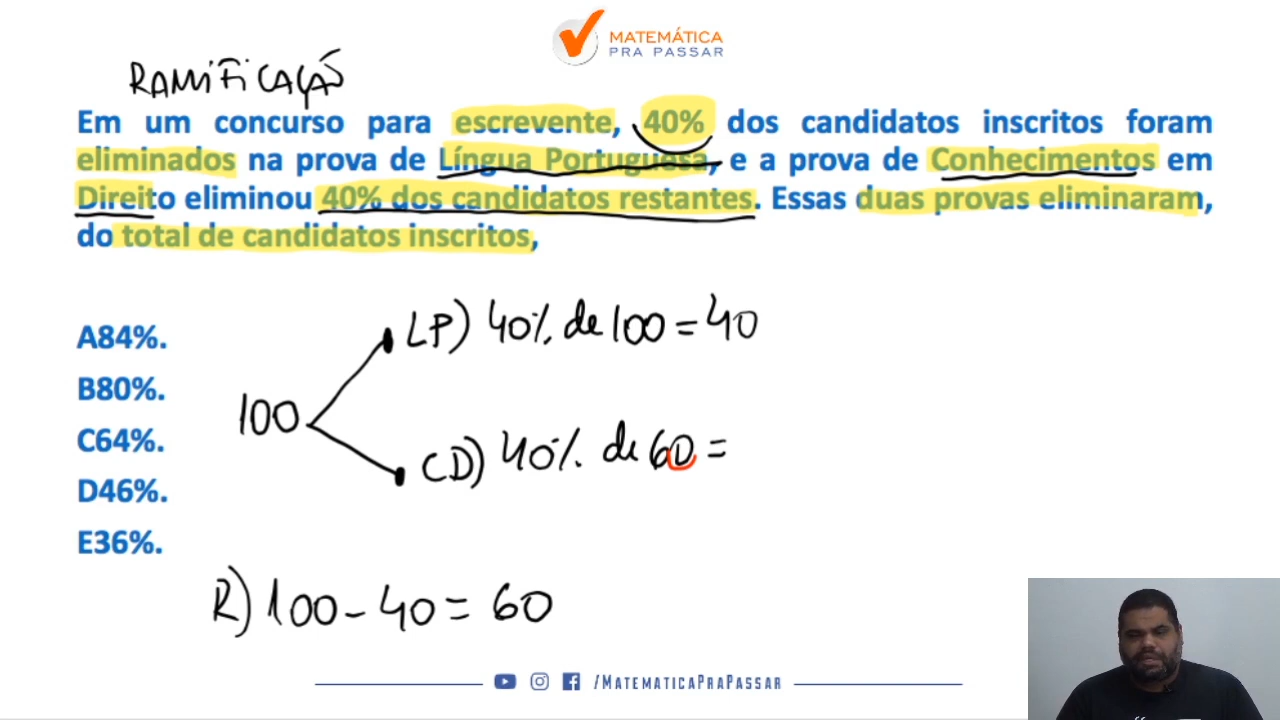 MATEMÁTICA
PRA PASSAR
RAMIFICAÇÃO
Em um concurso para escrevente, 40% dos candidatos inscritos foram
eliminados na prova de Língua Portuguesa, e a prova de Conhecimentos em
Direito eliminou 40% dos candidatos restantes. Essas duas provas eliminaram,
do total de candidatos inscritos,
A84%.
B80%.
C64%.
D46%.
E36%.
LP) 40% de 100 = 40
100
CD) 40% de 60 =
R) 100 - 40 = 60
/MATEMATICAPRAPASSAR